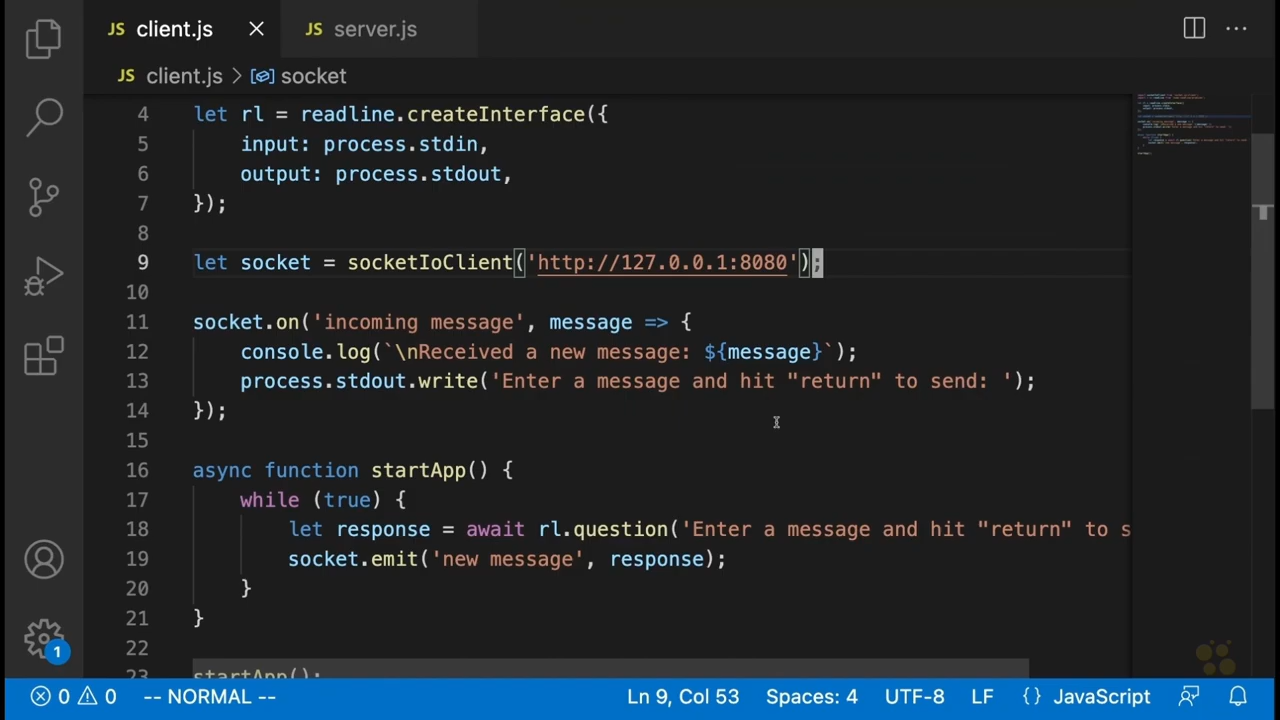 JS client.js × JS server.js
JS client.js > socket
4 let rl = readline.createInterface({
5 input: process.stdin,
6 output: process.stdout,
7 });
8
9 let socket = socketIoClient('http://127.0.0.1:8080');
10
11 socket.on('incoming message', message => {
12 console.log(`\nReceived a new message: ${message}`);
13 process.stdout.write('Enter a message and hit "return" to send: ');
14 });
15
16 async function startApp() {
17 while (true) {
18 let response = await rl.question('Enter a message and hit "return" to s
19 socket.emit('new message', response);
20 }
21 }
22
23 startApp();
1
0 0 -- NORMAL -- Ln 9, Col 53 Spaces: 4 UTF-8 LF {} JavaScript